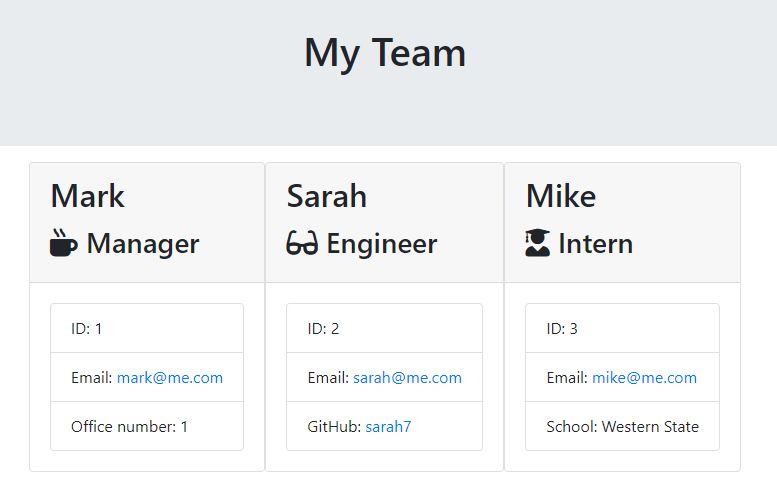 My Team
Mark
Manager
ID: 1
Email: mark@me.com
Office number: 1
Sarah
Engineer
ID: 2
Email: sarah@me.com
GitHub: sarah7
Mike
Intern
ID: 3
Email: mike@me.com
School: Western State